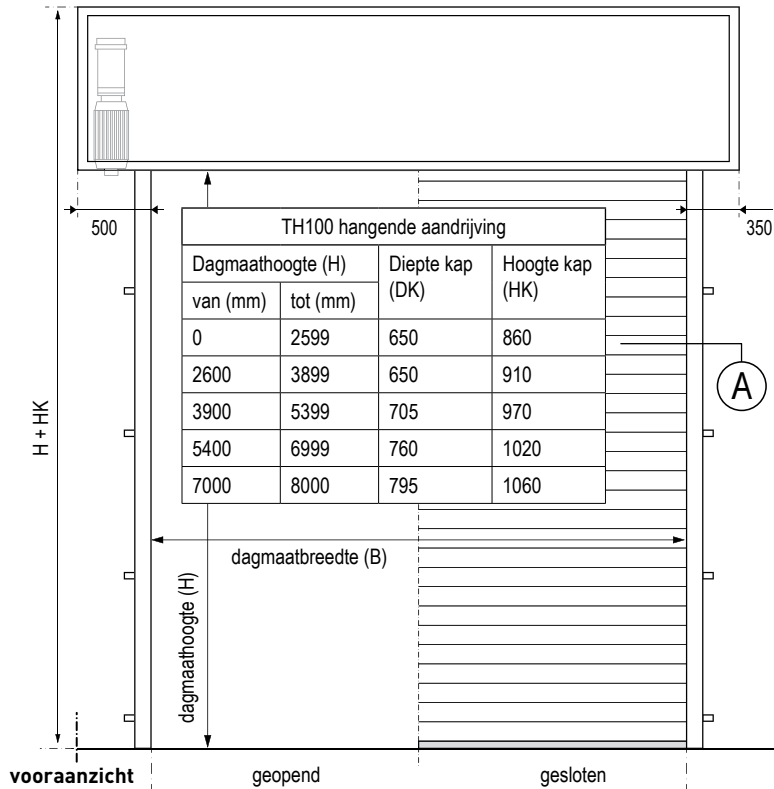 500
350
TH100 hangende aandrijving
Dagmaathoogte (H) Diepte kap (DK) Hoogte kap (HK)
van (mm) tot (mm)
0 2599 650 860
2600 3899 650 910
3900 5399 705 970
5400 6999 760 1020
7000 8000 795 1060
A
H + HK
dagmaatbreedte (B)
dagmaathoogte (H)
vooraanzicht geopend gesloten